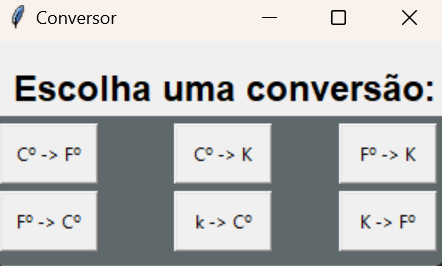 Conversor
Escolha uma conversão:
Cº -> Fº Cº -> K Fº -> K
Fº -> Cº k -> Cº K -> Fº